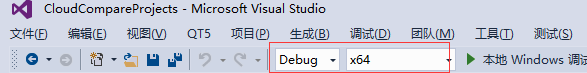 CloudCompareProjects - Microsoft Visual Studio
文件(F) 编辑(E) 视图(V) QT5 项目(P) 生成(B) 调试(D) 团队(M) 工具(T) 测试(S)
Debug x64 本地 Windows 调